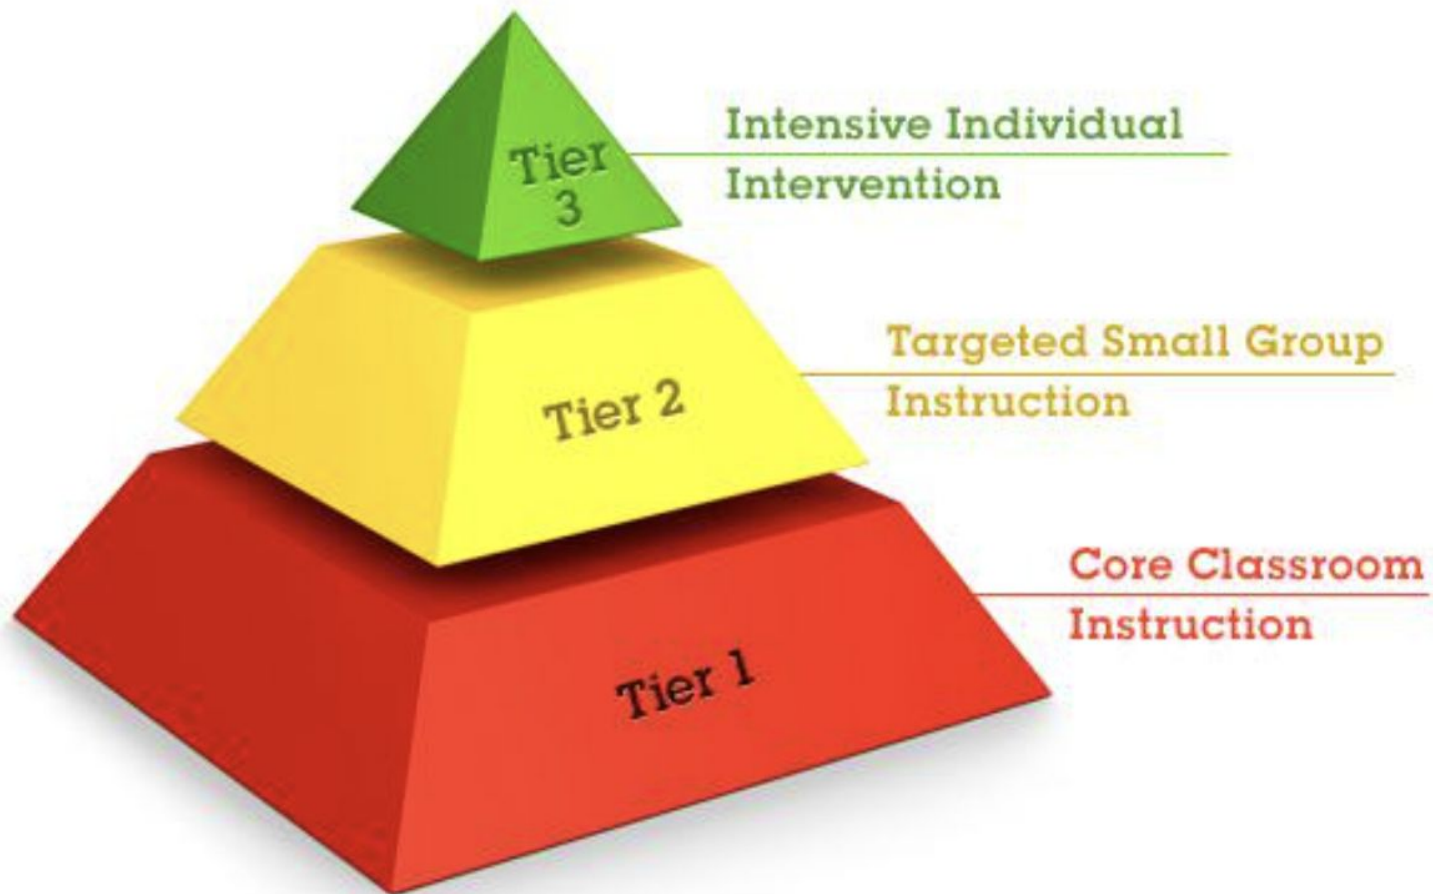 Tier
3
Intensive Individual
Intervention
Tier 2
Targeted Small Group
Instruction
Tier 1
Core Classroom
Instruction